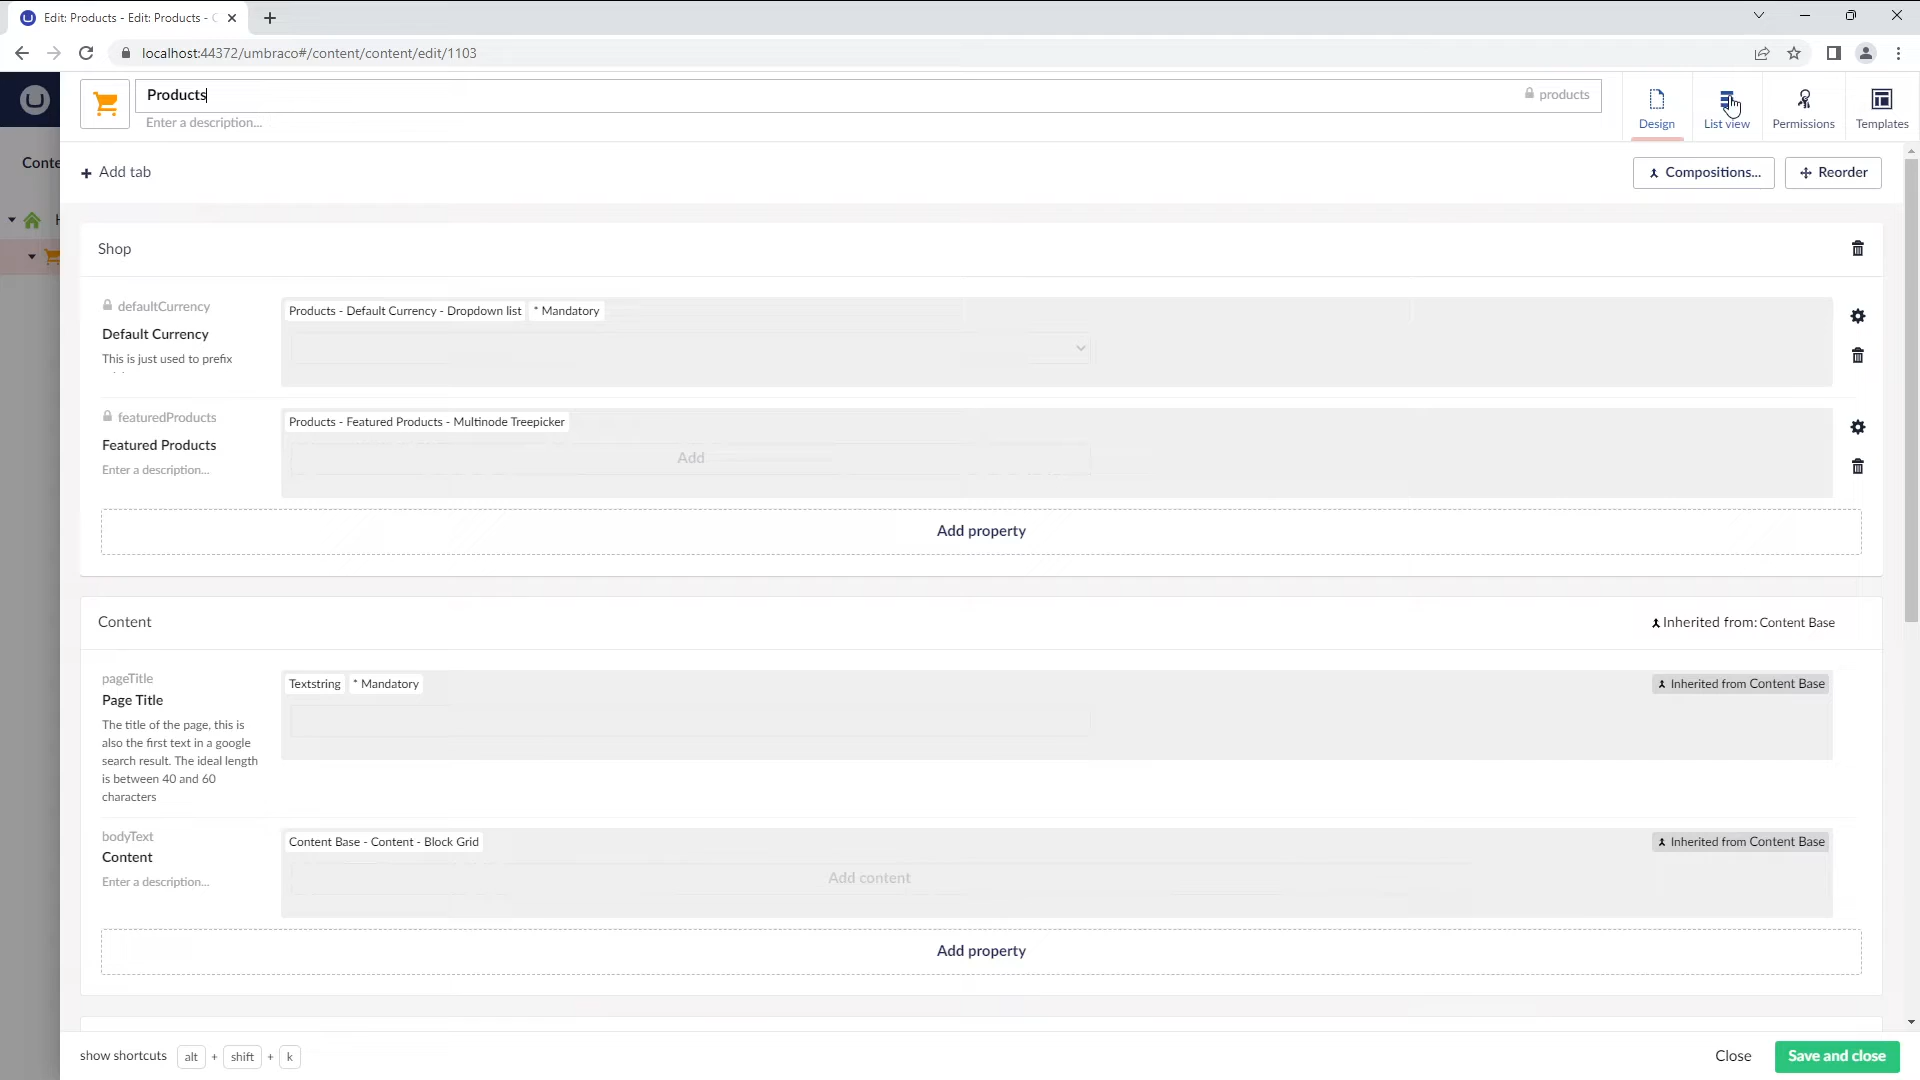 Edit: Products - Edit: Products -
localhost:44372/umbraco#/content/content/edit/1103
Products
products
Enter a description...
Design
List view
Permissions
Templates
Conte
Add tab
Compositions...
Reorder
Shop
defaultCurrency
Default Currency
This is just used to prefix
Products - Default Currency - Dropdown list
* Mandatory
featuredProducts
Featured Products
Enter a description...
Products - Featured Products - Multinode Treepicker
Add
Add property
Content
Inherited from: Content Base
pageTitle
Page Title
The title of the page, this is
also the first text in a google
search result. The ideal length
is between 40 and 60
characters
Textstring
* Mandatory
Inherited from Content Base
bodyText
Content
Enter a description...
Content Base - Content - Block Grid
Inherited from Content Base
Add content
Add property
show shortcuts alt + shift + k
Close
Save and close